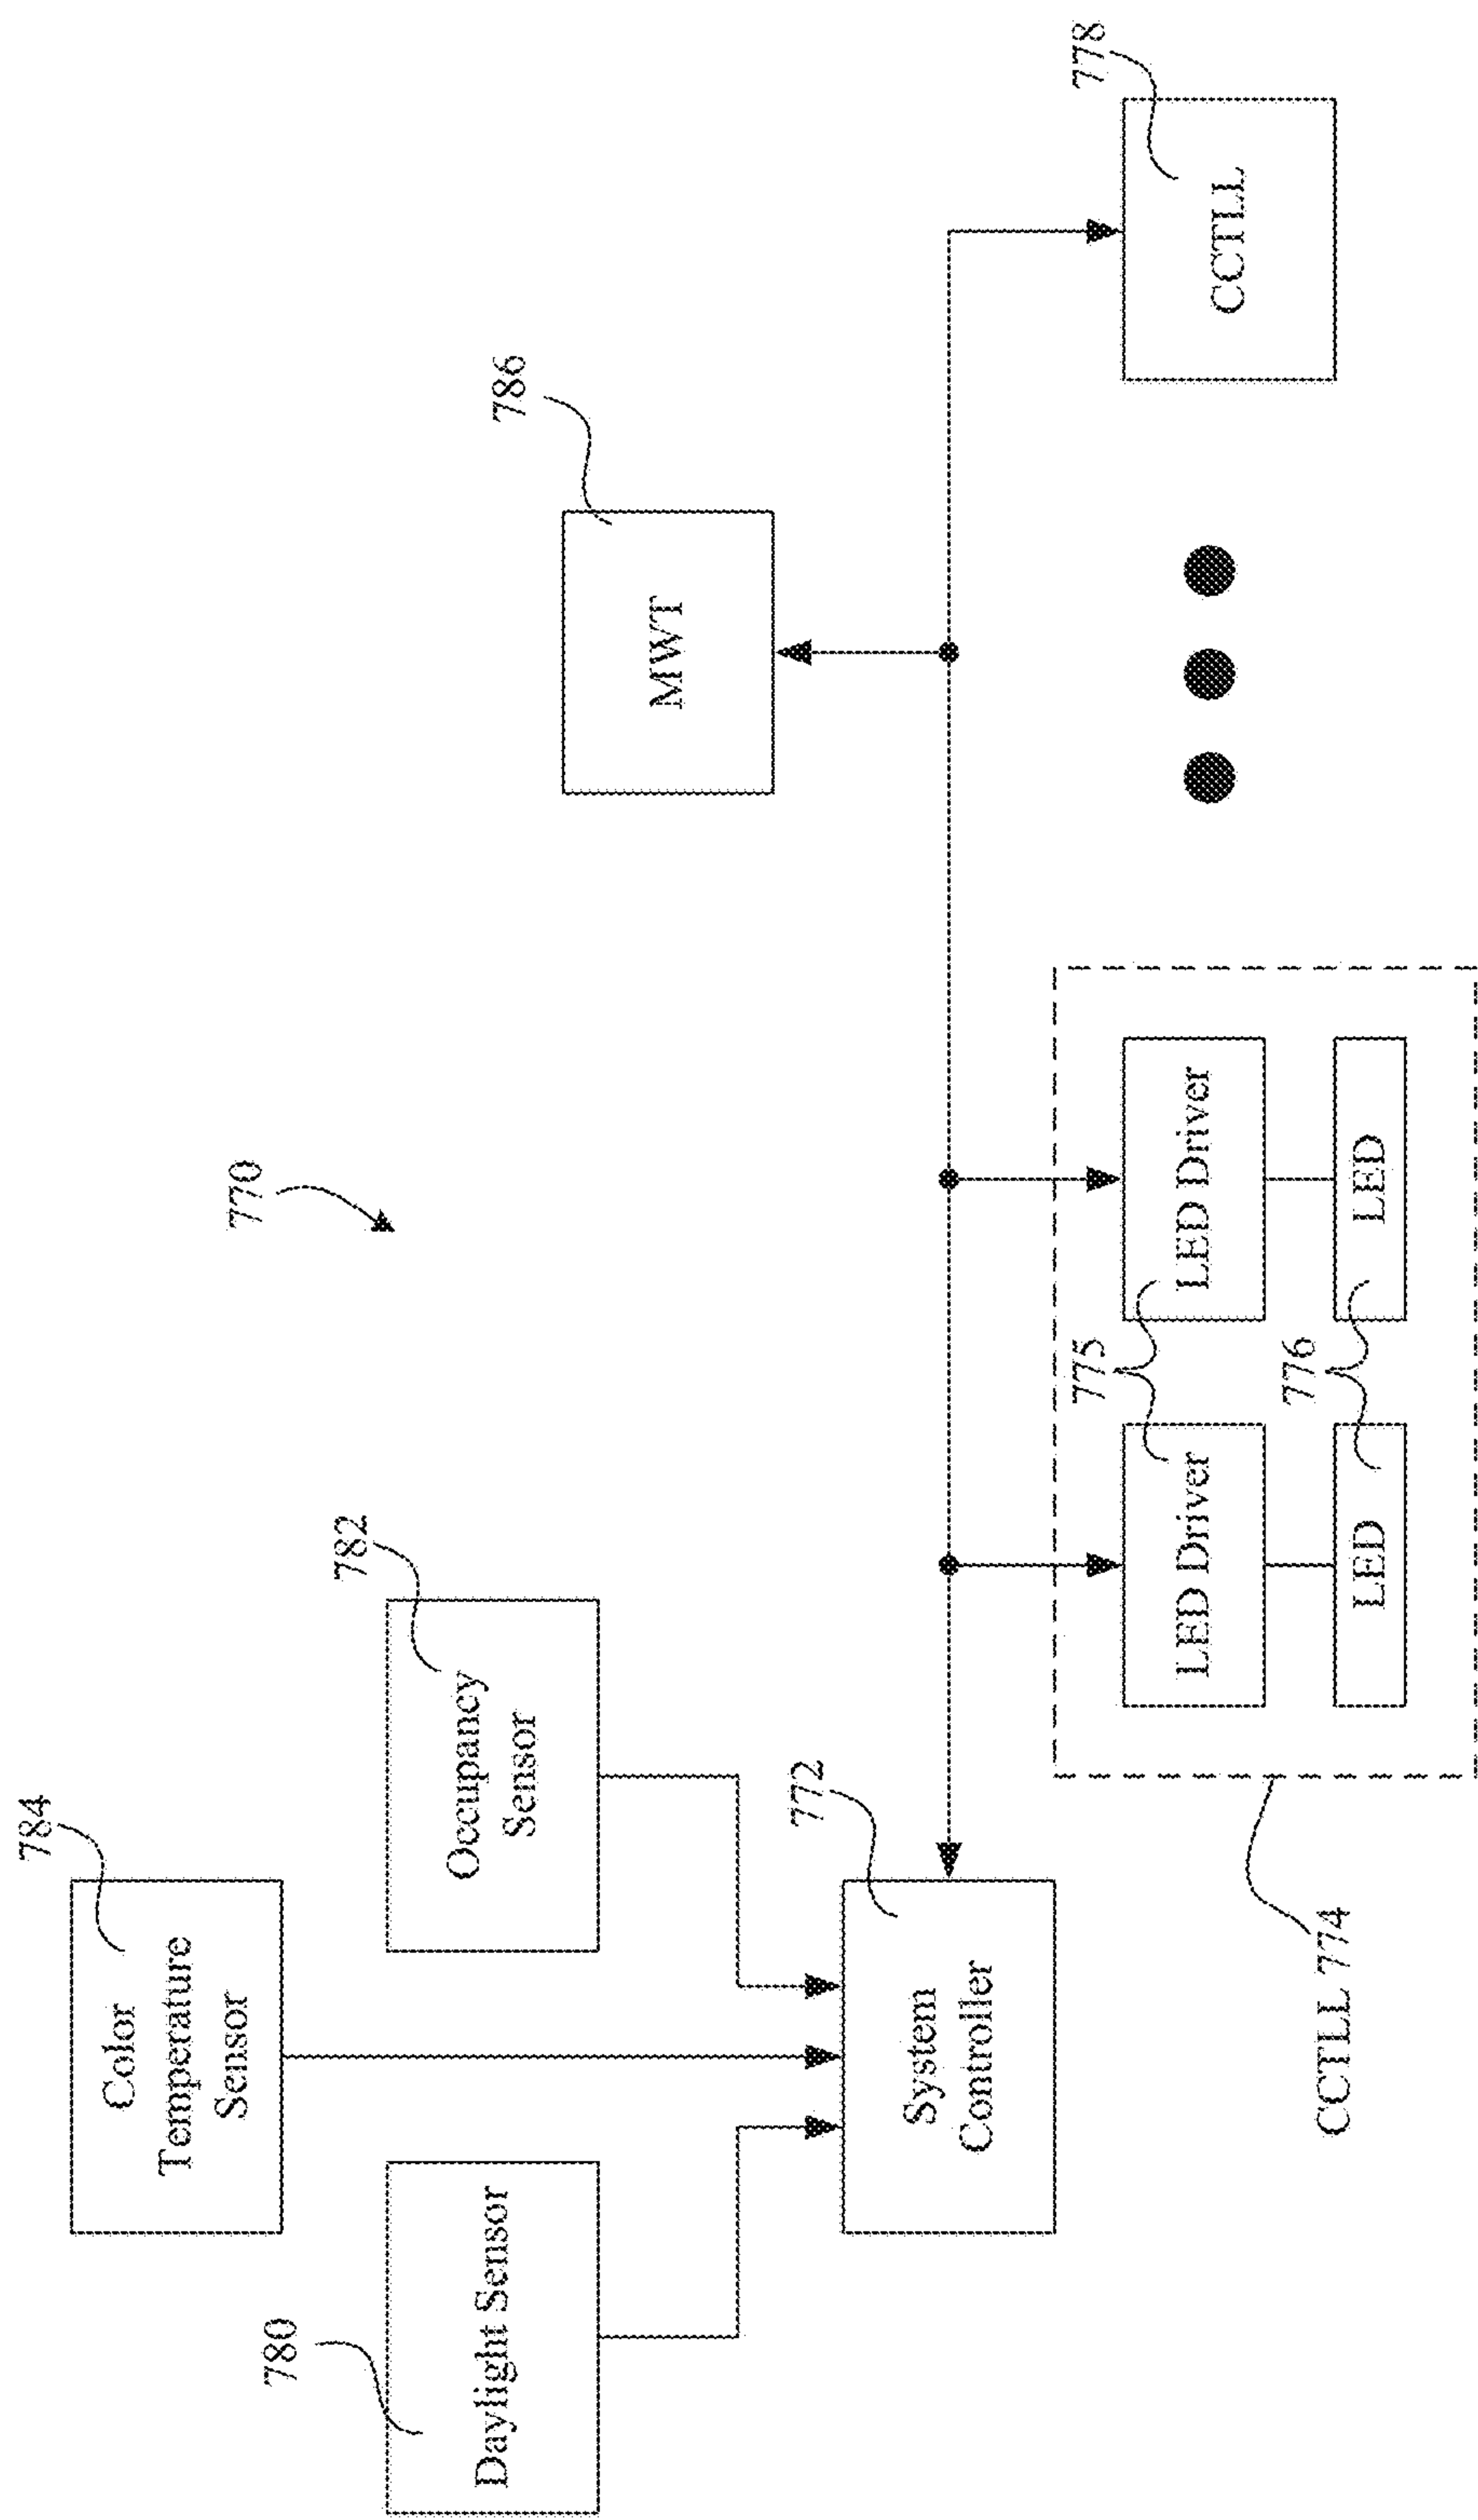 770
784
Color
Temperature
Sensor
780
Daylight Sensor
782
Occupancy
Sensor
786
MWT
772
System
Controller
775
LED Driver
LED Driver
776
LED
LED
CCTLL 774
778
CCTLL